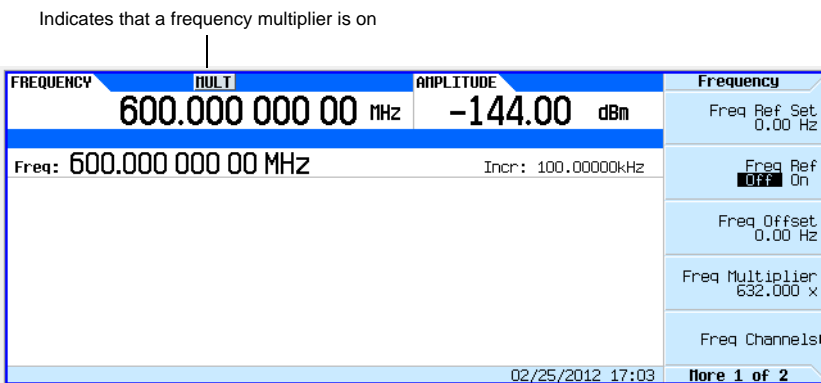 Indicates that a frequency multiplier is on
FREQUENCY MULT AMPLITUDE Frequency
600.000 000 00 MHz -144.00 dBm
Freq Ref Set
0.00 Hz
Freq: 600.000 000 00 MHz Incr: 100.00000kHz
Freq Ref
Off On
Freq Offset
0.00 Hz
Freq Multiplier
632.000 x
Freq Channels
02/25/2012 17:03 More 1 of 2